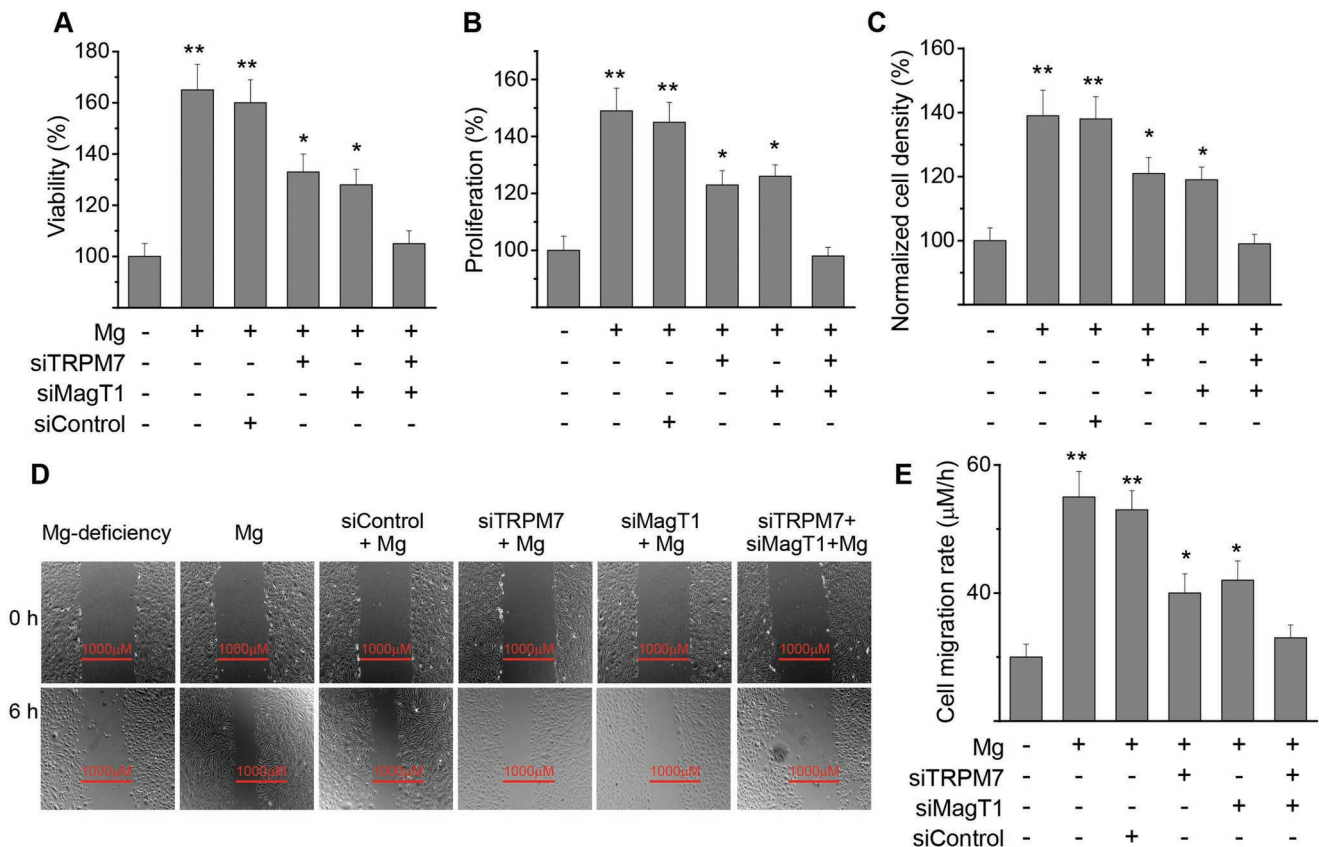 A
Viability (%)
180
160
140
120
100
** ** * *
Mg - + + + + +
siTRPM7 - - - + - +
siMagT1 - - - - + +
siControl - - + - - -
B
Proliferation (%)
160
140
120
100
** ** * *
- + + + + +
- - - + - +
- - - - + +
- - + - - -
C
Normalized cell density (%)
160
140
120
100
** ** * *
- + + + + +
- - - + - +
- - - - + +
- - + - - -
D
Mg-deficiency
Mg
siControl
+ Mg
siTRPM7
+ Mg
siMagT1
+ Mg
siTRPM7+
siMagT1+Mg
0 h
1000μM 1000μM 1000μM 1000μM 1000μM 1000μM
6 h
1000μM 1000μM 1000μM 1000μM 1000μM 1000μM
E
Cell migration rate (μM/h)
60
40
** ** * *
Mg - + + + + +
siTRPM7 - - - + - +
siMagT1 - - - - + +
siControl - - + - - -